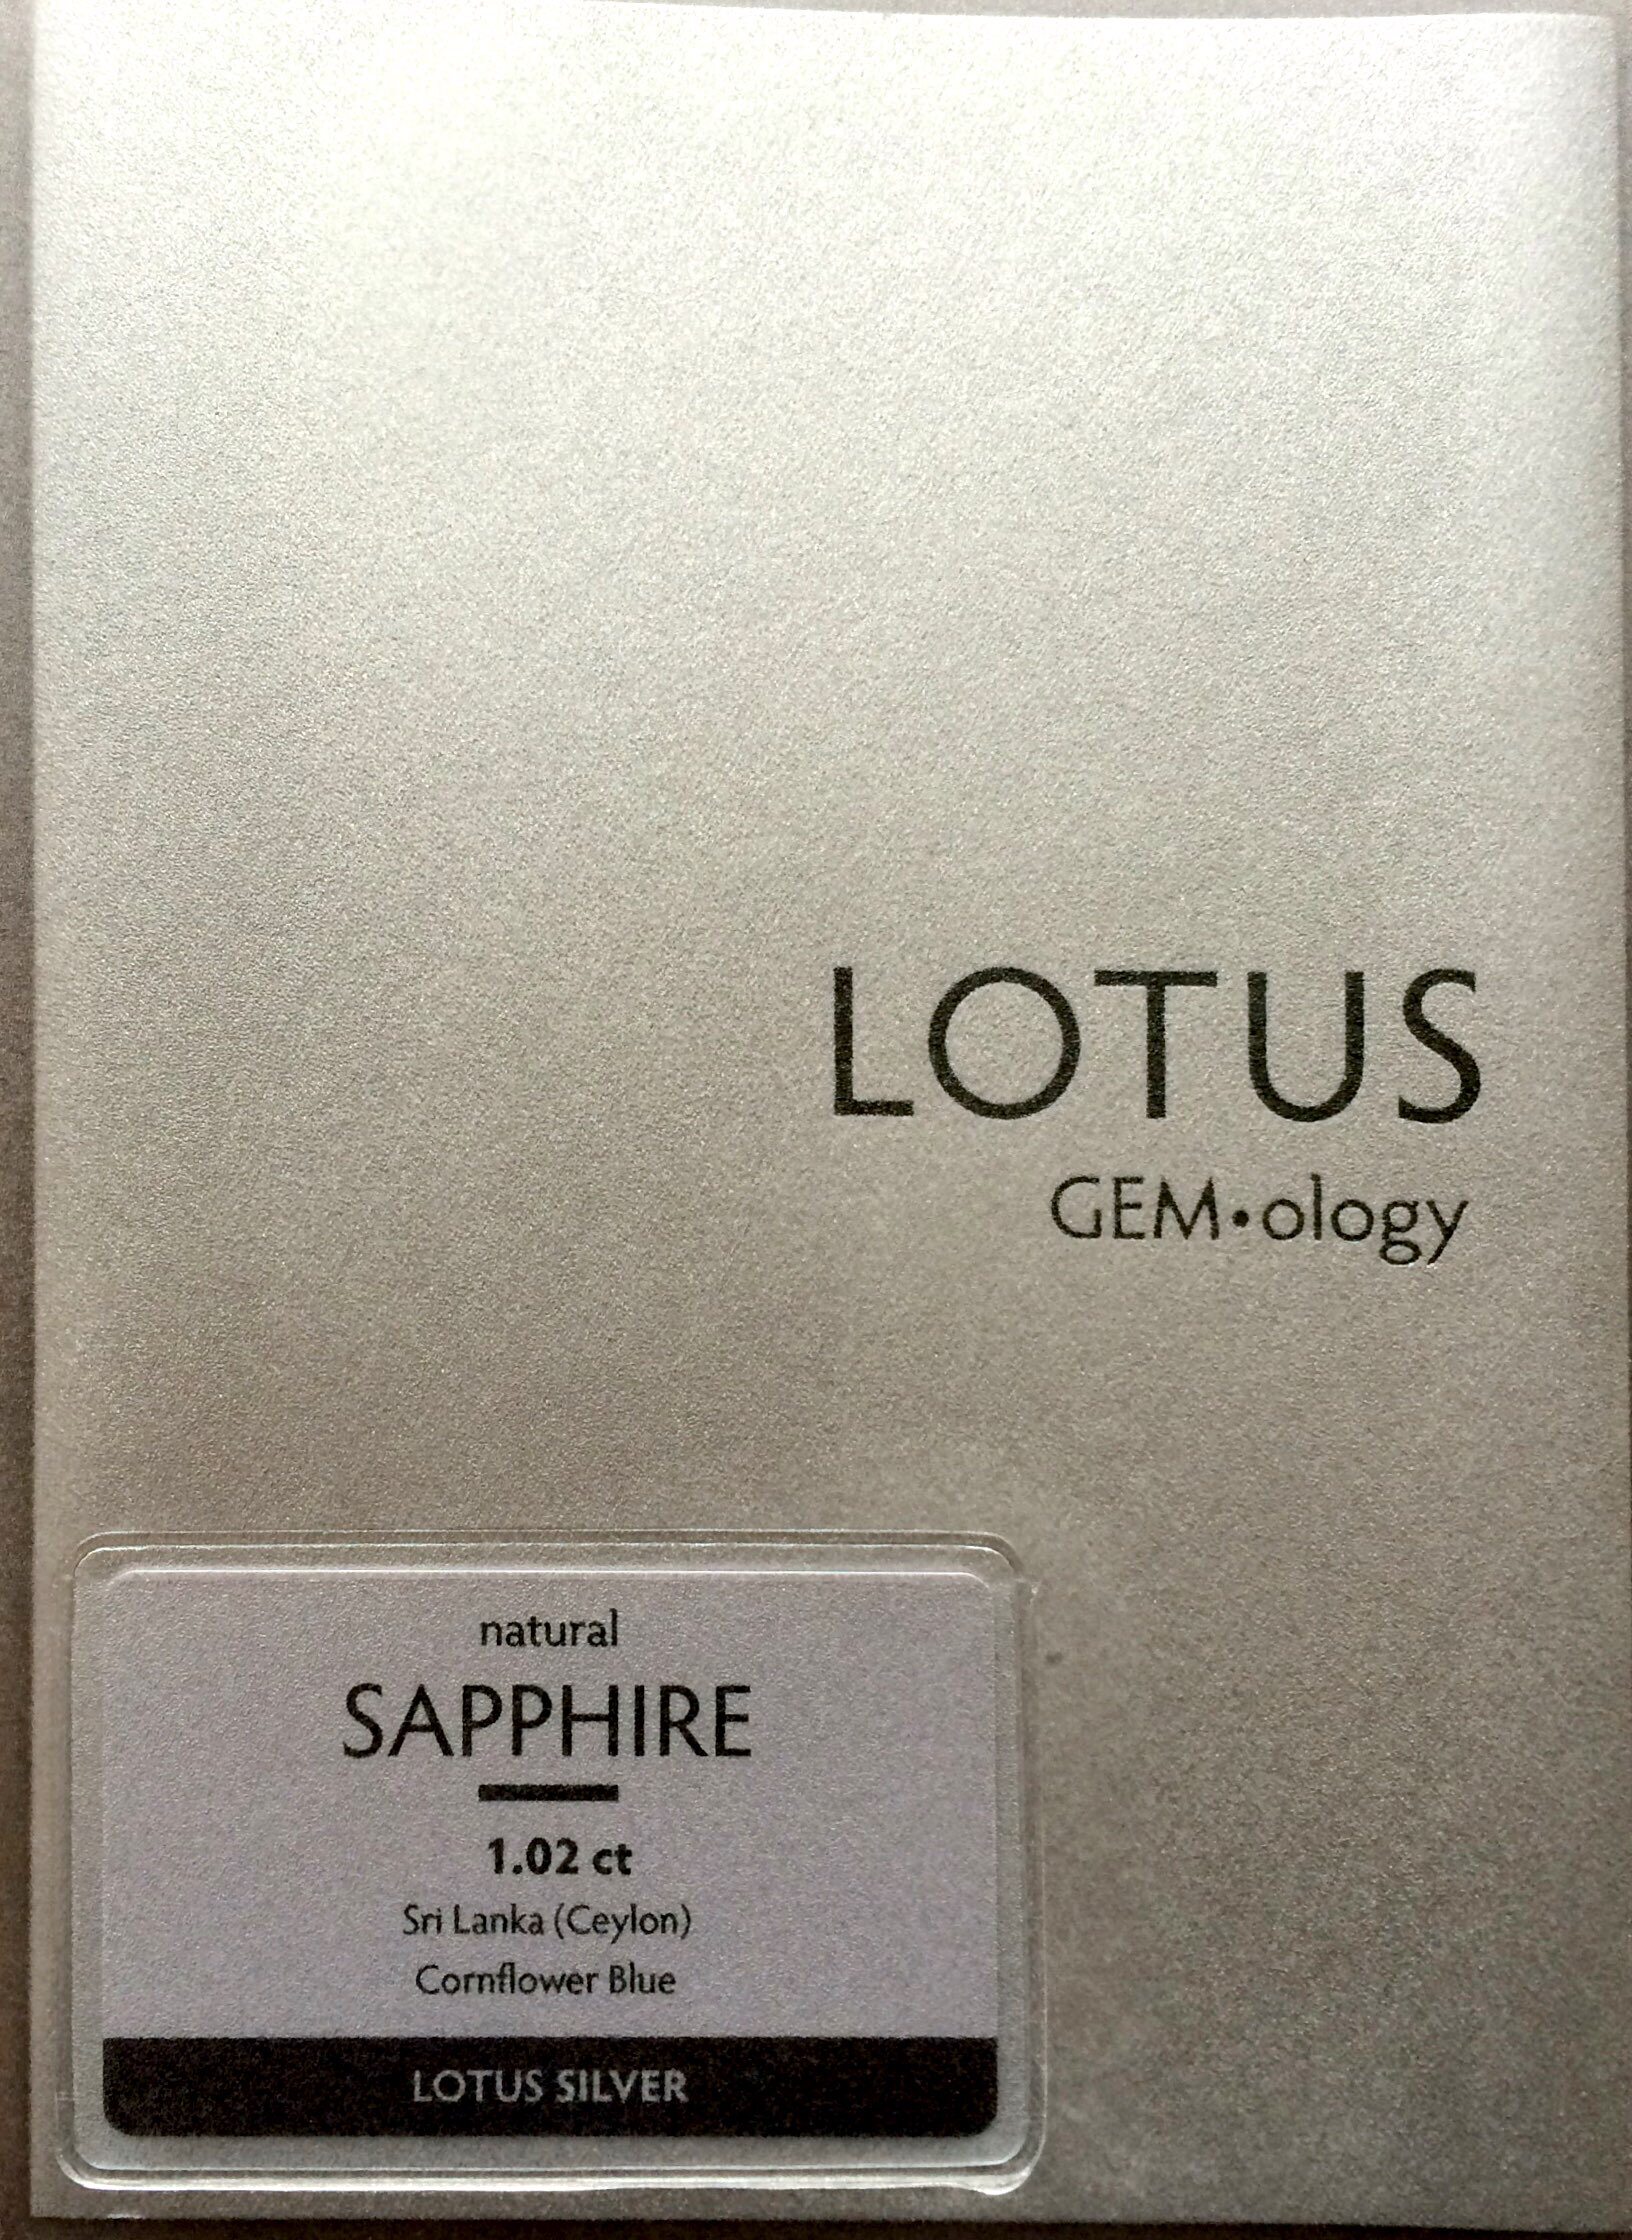 LOTUS
GEM•ology
natural
SAPPHIRE
1.02 ct
Sri Lanka (Ceylon)
Cornflower Blue
LOTUS SILVER